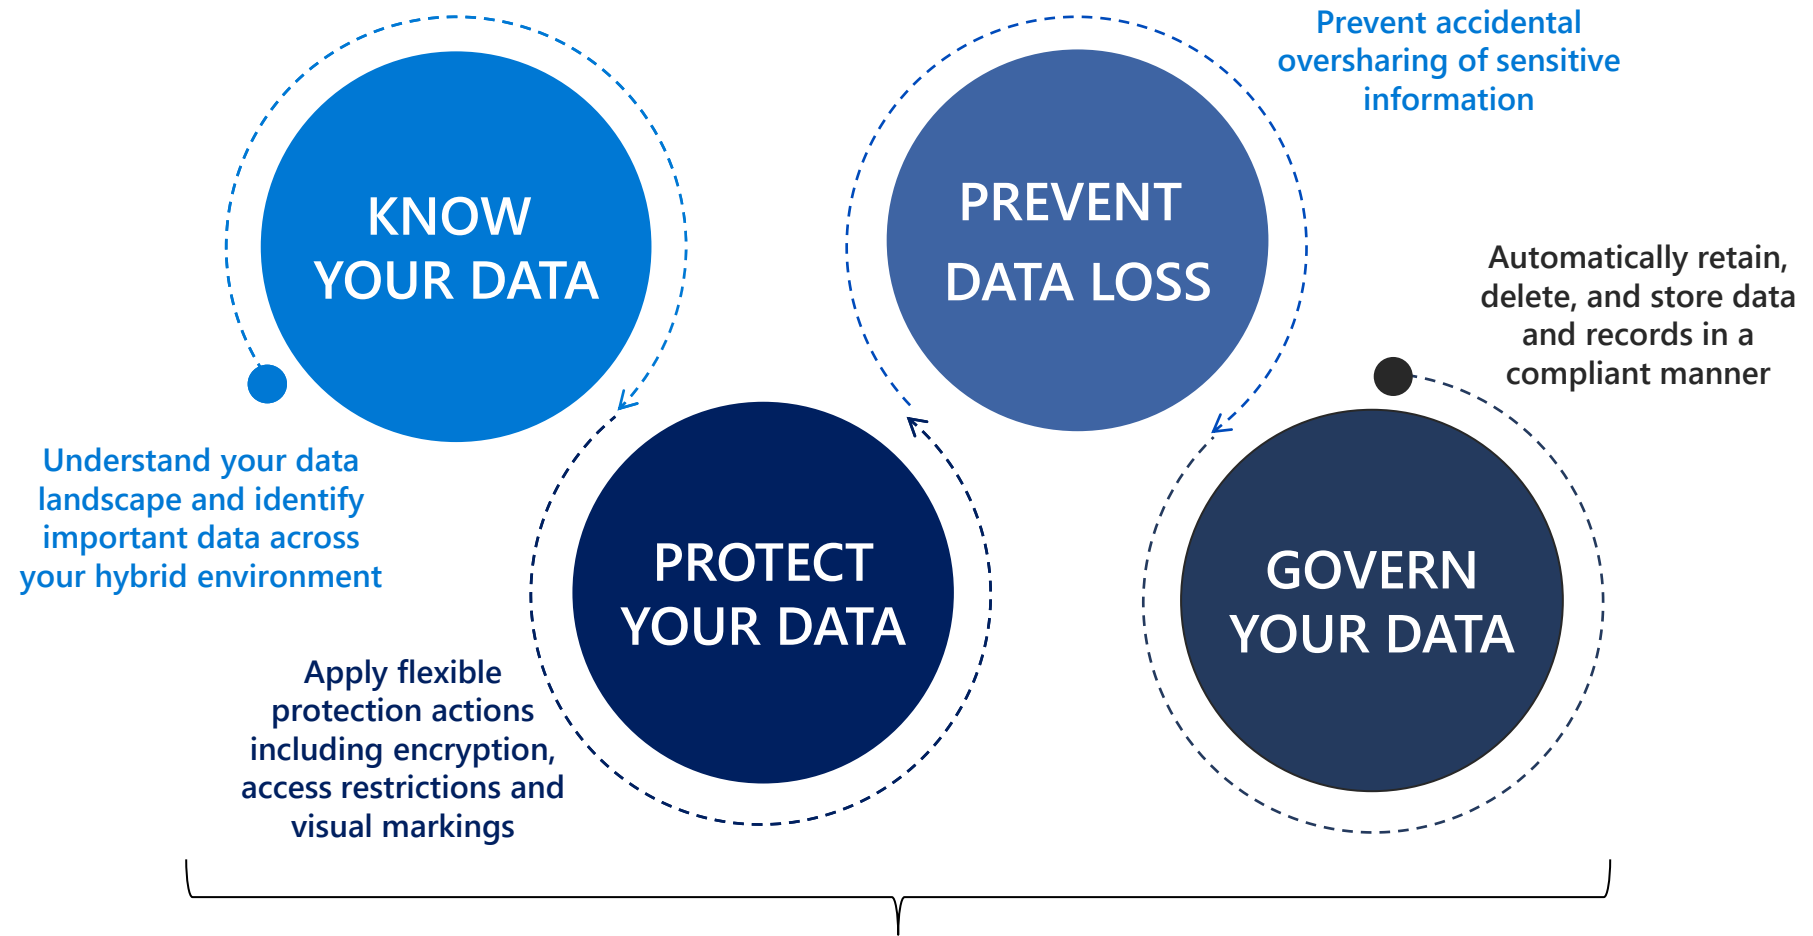 KNOW
YOUR DATA
Understand your data
landscape and identify
important data across
your hybrid environment
PROTECT
YOUR DATA
Apply flexible
protection actions
including encryption,
access restrictions and
visual markings
PREVENT
DATA LOSS
Prevent accidental
oversharing of sensitive
information
GOVERN
YOUR DATA
Automatically retain,
delete, and store data
and records in a
compliant manner